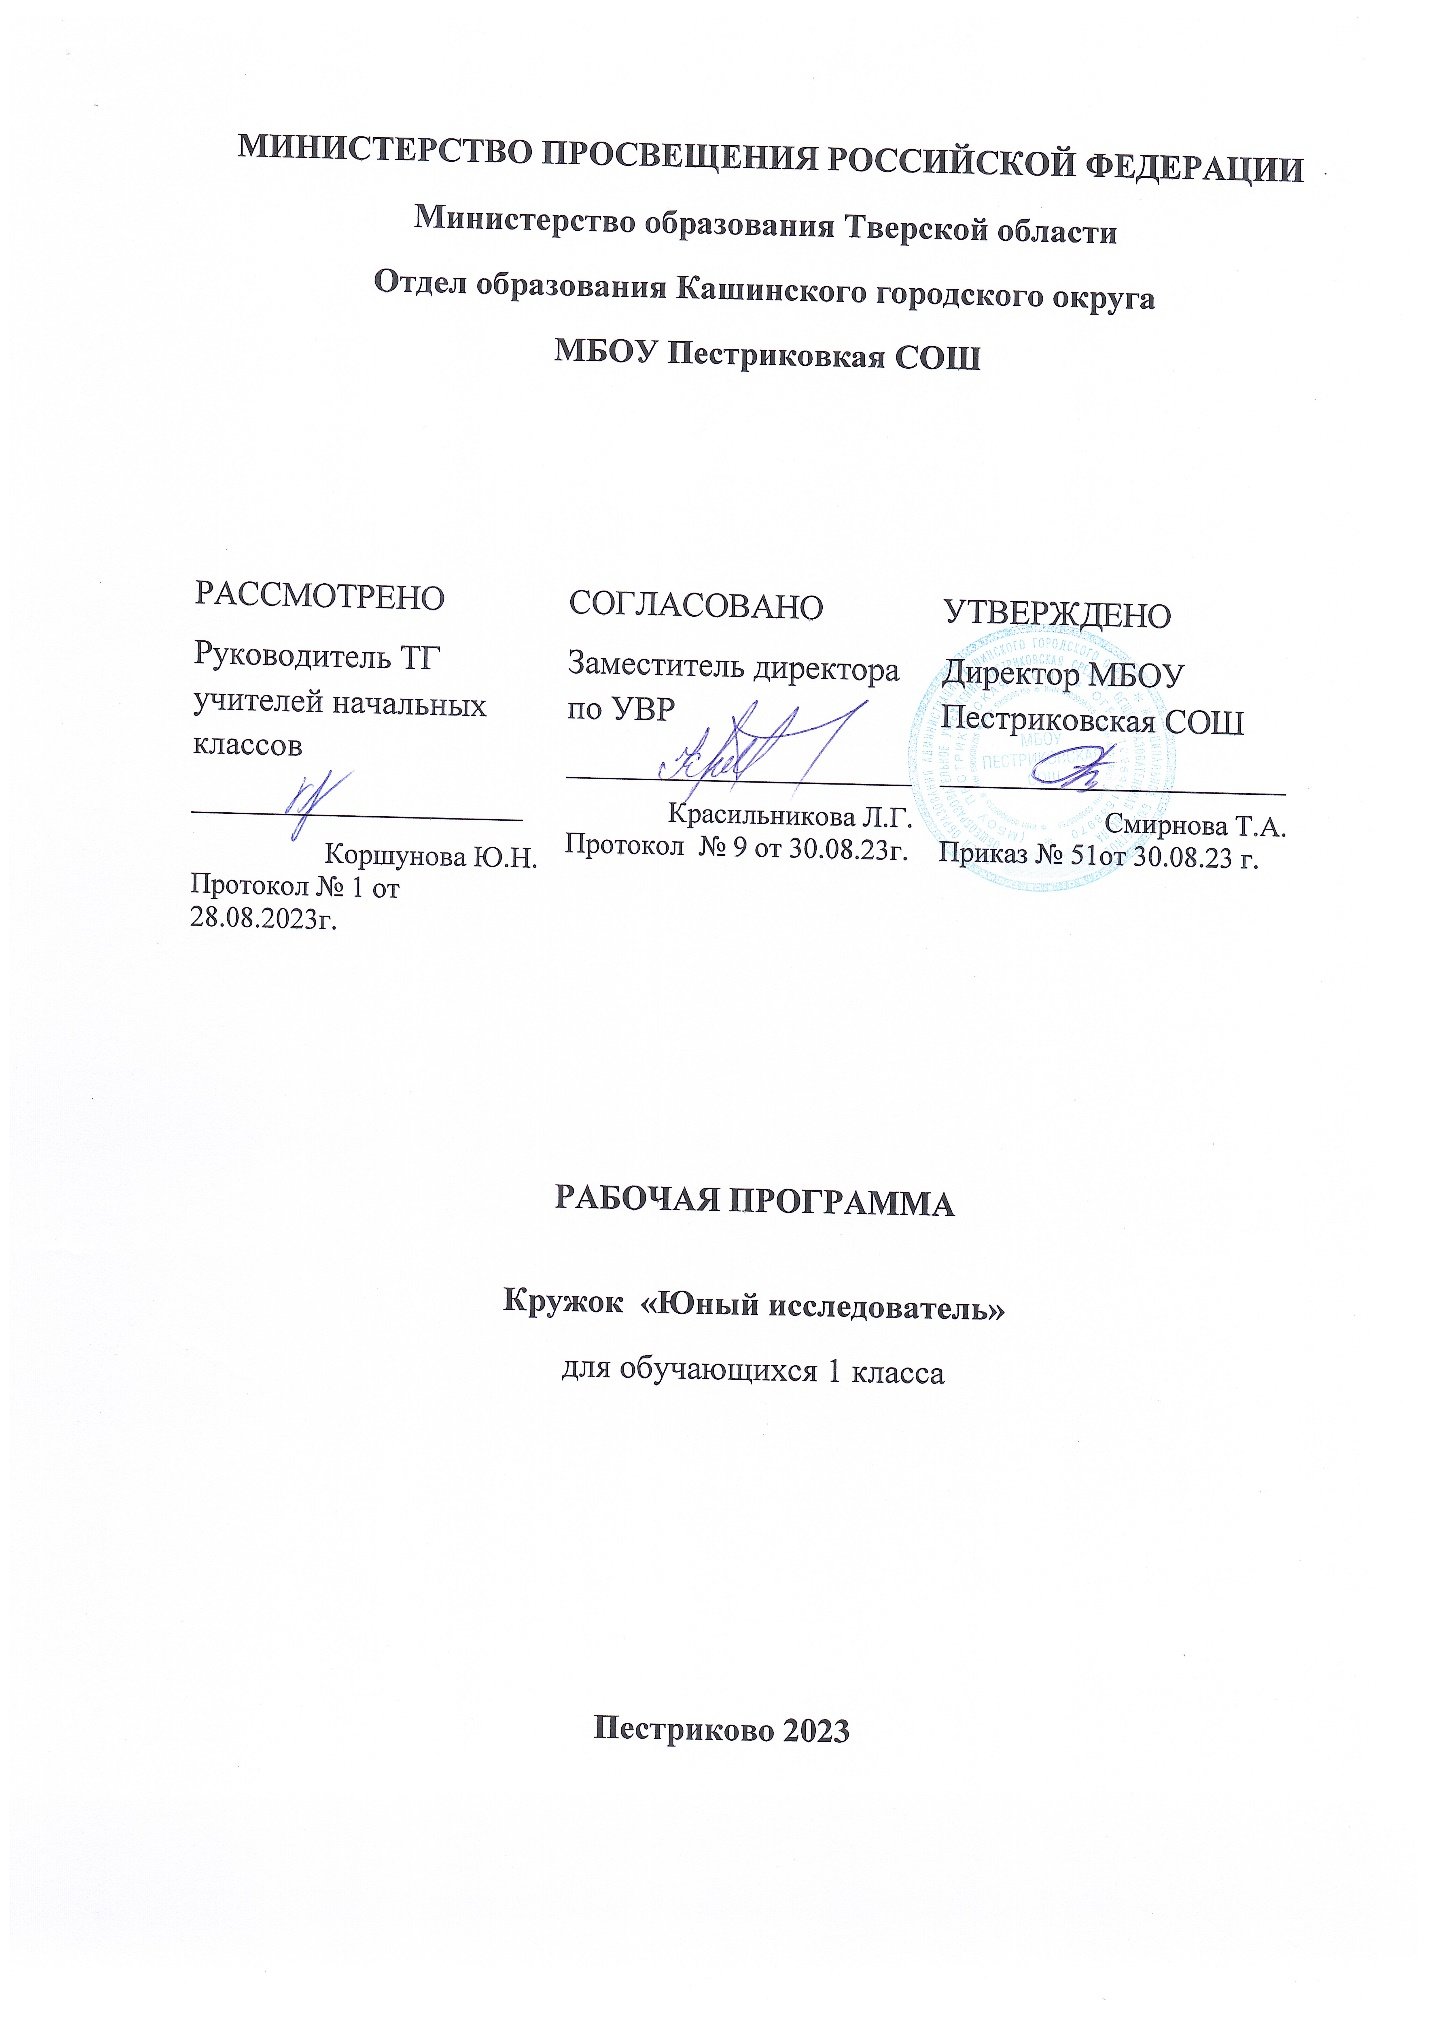 МИНИСТЕРСТВО ПРОСВЕЩЕНИЯ РОССИЙСКОЙ ФЕДЕРАЦИИ
Министерство образования Тверской области
Отдел образования Кашинского городского округа
МБОУ Пестриковкая СОШ
РАССМОТРЕНО
Руководитель ТГ
учителей начальных
классов
Коршунова Ю.Н.
Протокол № 1 от
28.08.2023г.
СОГЛАСОВАНО
Заместитель директора
по УВР
Красильникова Л.Г.
Протокол № 9 от 30.08.23г.
УТВЕРЖДЕНО
Директор МБОУ
Пестриковская СОШ
МБОУ
Смирнова Т.А.
Приказ № 51от 30.08.23 г.
РАБОЧАЯ ПРОГРАММА
Кружок «Юный исследователь»
для обучающихся 1 класса
Пестриково 2023